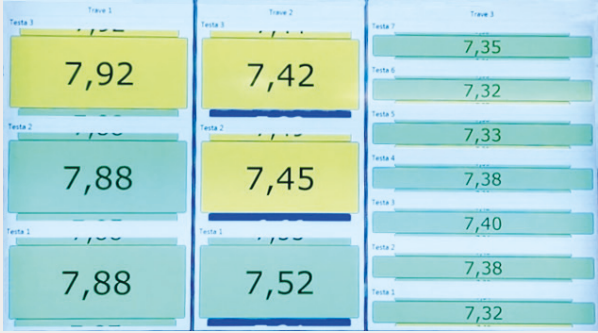 Trave 1
Testa 3
7,92
Testa 2
7,88
Testa 1
7,88
Trave 2
Testa 3
7,42
Testa 2
7,45
Testa 1
7,52
Trave 3
Testa 7
7,35
Testa 6
7,32
Testa 5
7,33
Testa 4
7,38
Testa 3
7,40
Testa 2
7,38
Testa 1
7,32